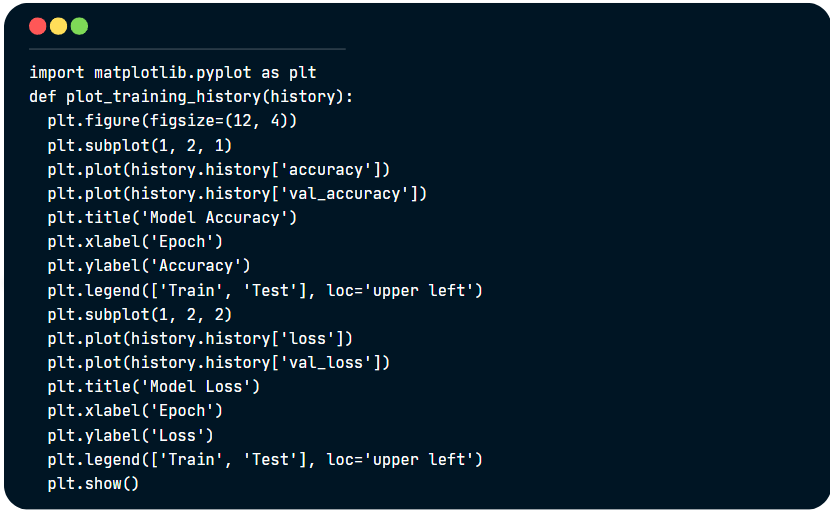 import matplotlib.pyplot as plt
def plot_training_history(history):
  plt.figure(figsize=(12, 4))
  plt.subplot(1, 2, 1)
  plt.plot(history.history['accuracy'])
  plt.plot(history.history['val_accuracy'])
  plt.title('Model Accuracy')
  plt.xlabel('Epoch')
  plt.ylabel('Accuracy')
  plt.legend(['Train', 'Test'], loc='upper left')
  plt.subplot(1, 2, 2)
  plt.plot(history.history['loss'])
  plt.plot(history.history['val_loss'])
  plt.title('Model Loss')
  plt.xlabel('Epoch')
  plt.ylabel('Loss')
  plt.legend(['Train', 'Test'], loc='upper left')
  plt.show()